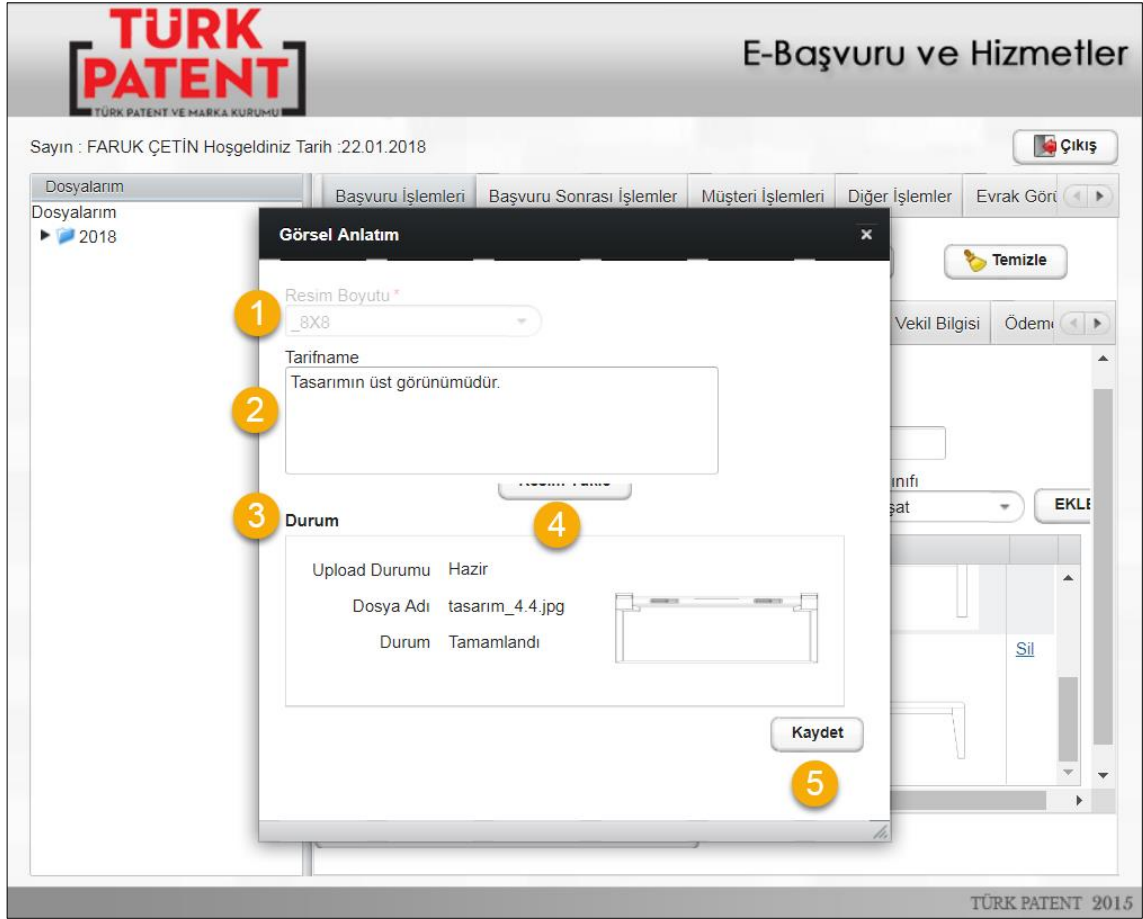 TÜRK
PATENT
TÜRK PATENT VE MARKA KURUMU
E-Başvuru ve Hizmetler
Sayın : FARUK ÇETİN Hoşgeldiniz Tarih :22.01.2018
Çıkış
Dosyalarım
Başvuru İşlemleri Başvuru Sonrası İşlemler Müşteri İşlemleri Diğer İşlemler Evrak
Dosyalarım
2018
Görsel Anlatım
Temizle
1
Resim Boyutu *
_8X8
Vekil Bilgisi
Tarifname
2
Tasarımın üst görünümüdür.
3
Durum
4
Upload Durumu Hazir
Dosya Adı tasarım_4.4.jpg
Durum Tamamlandı
Sil
Kaydet
5
TÜRK PATENT 2015